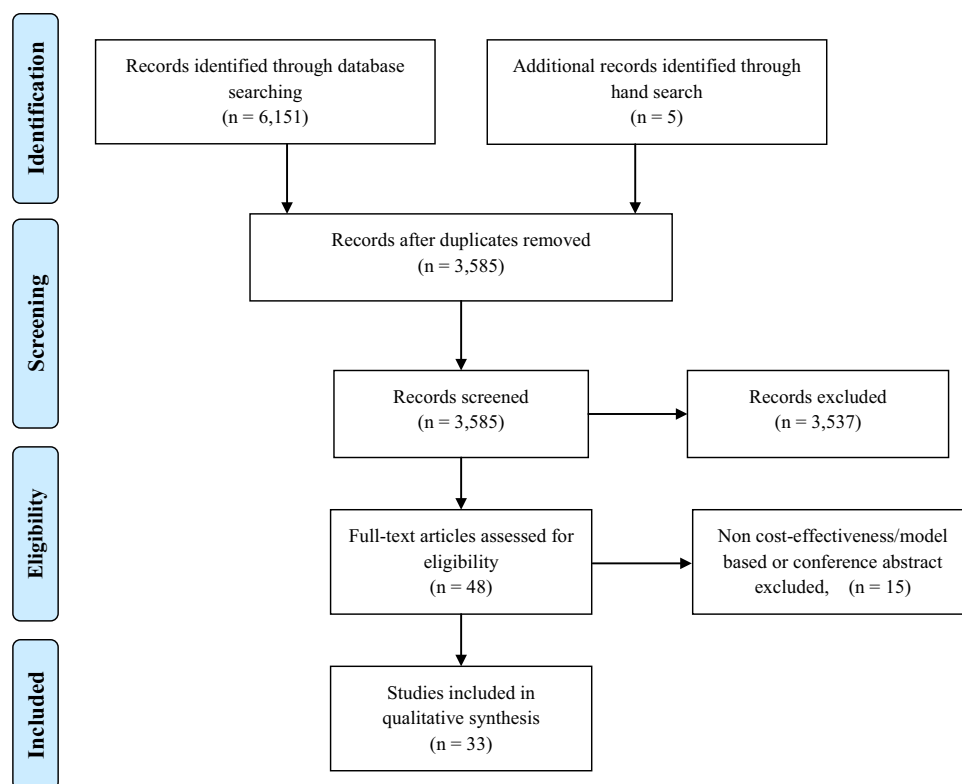 Identification
Records identified through database
searching
(n = 6,151)
Additional records identified through
hand search
(n = 5)
Screening
Records after duplicates removed
(n = 3,585)
Records screened
(n = 3,585)
Records excluded
(n = 3,537)
Eligibility
Full-text articles assessed for
eligibility
(n = 48)
Non cost-effectiveness/model
based or conference abstract
excluded, (n = 15)
Included
Studies included in
qualitative synthesis
(n = 33)